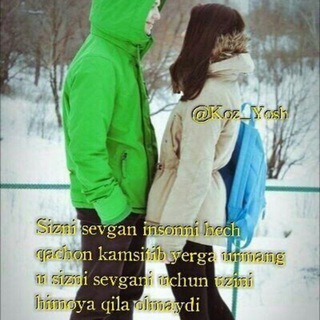 @Koz_Yosh
Sizni sevgan insonni hech
qachon kamsitib yerga urmang
u sizni sevgani uchun uzini
himoya qila olmaydi